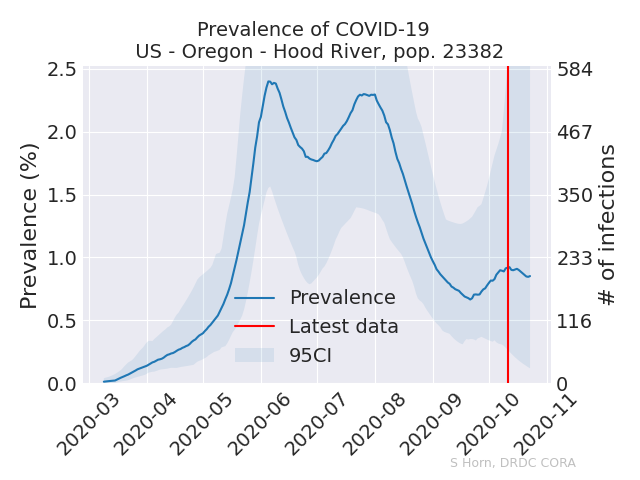 Prevalence of COVID-19
US - Oregon - Hood River, pop. 23382
2.5
2.0
1.5
1.0
0.5
0.0
Prevalence (%)
584
467
350
233
116
0
# of infections
Prevalence
Latest data
95CI
2020-03
2020-04
2020-05
2020-06
2020-07
2020-08
2020-09
2020-10
2020-11
S Horn, DRDC CORA